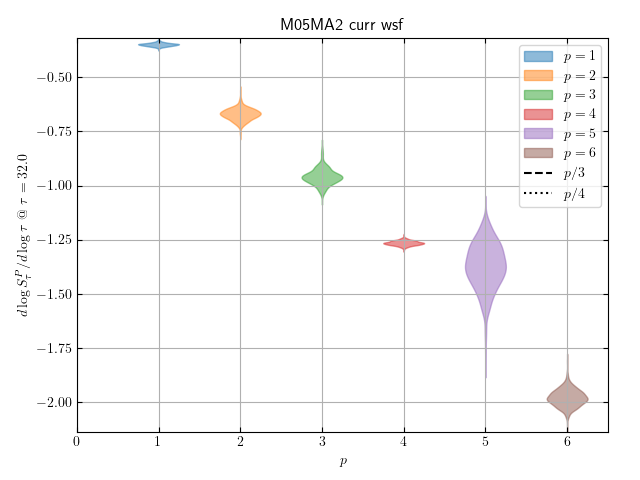 M05MA2 curr wsf
d log S_τ^P / d log τ @ τ = 32.0
−0.50
−0.75
−1.00
−1.25
−1.50
−1.75
−2.00
0 1 2 3 4 5 6
p
p = 1
p = 2
p = 3
p = 4
p = 5
p = 6
p/3
p/4